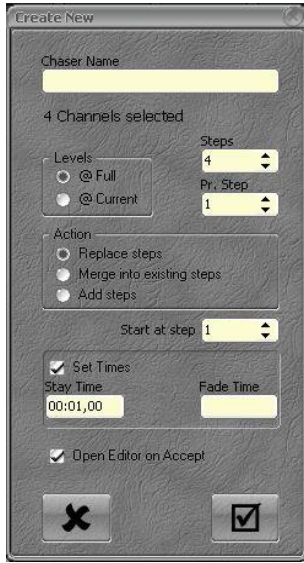 Create New
Chaser Name
4 Channels selected
Steps
Levels
4
@ Full
Pr. Step
@ Current
1
Action
Replace steps
Merge into existing steps
Add steps
Start at step 1
Set Times
Stay Time Fade Time
00:01,00
Open Editor on Accept